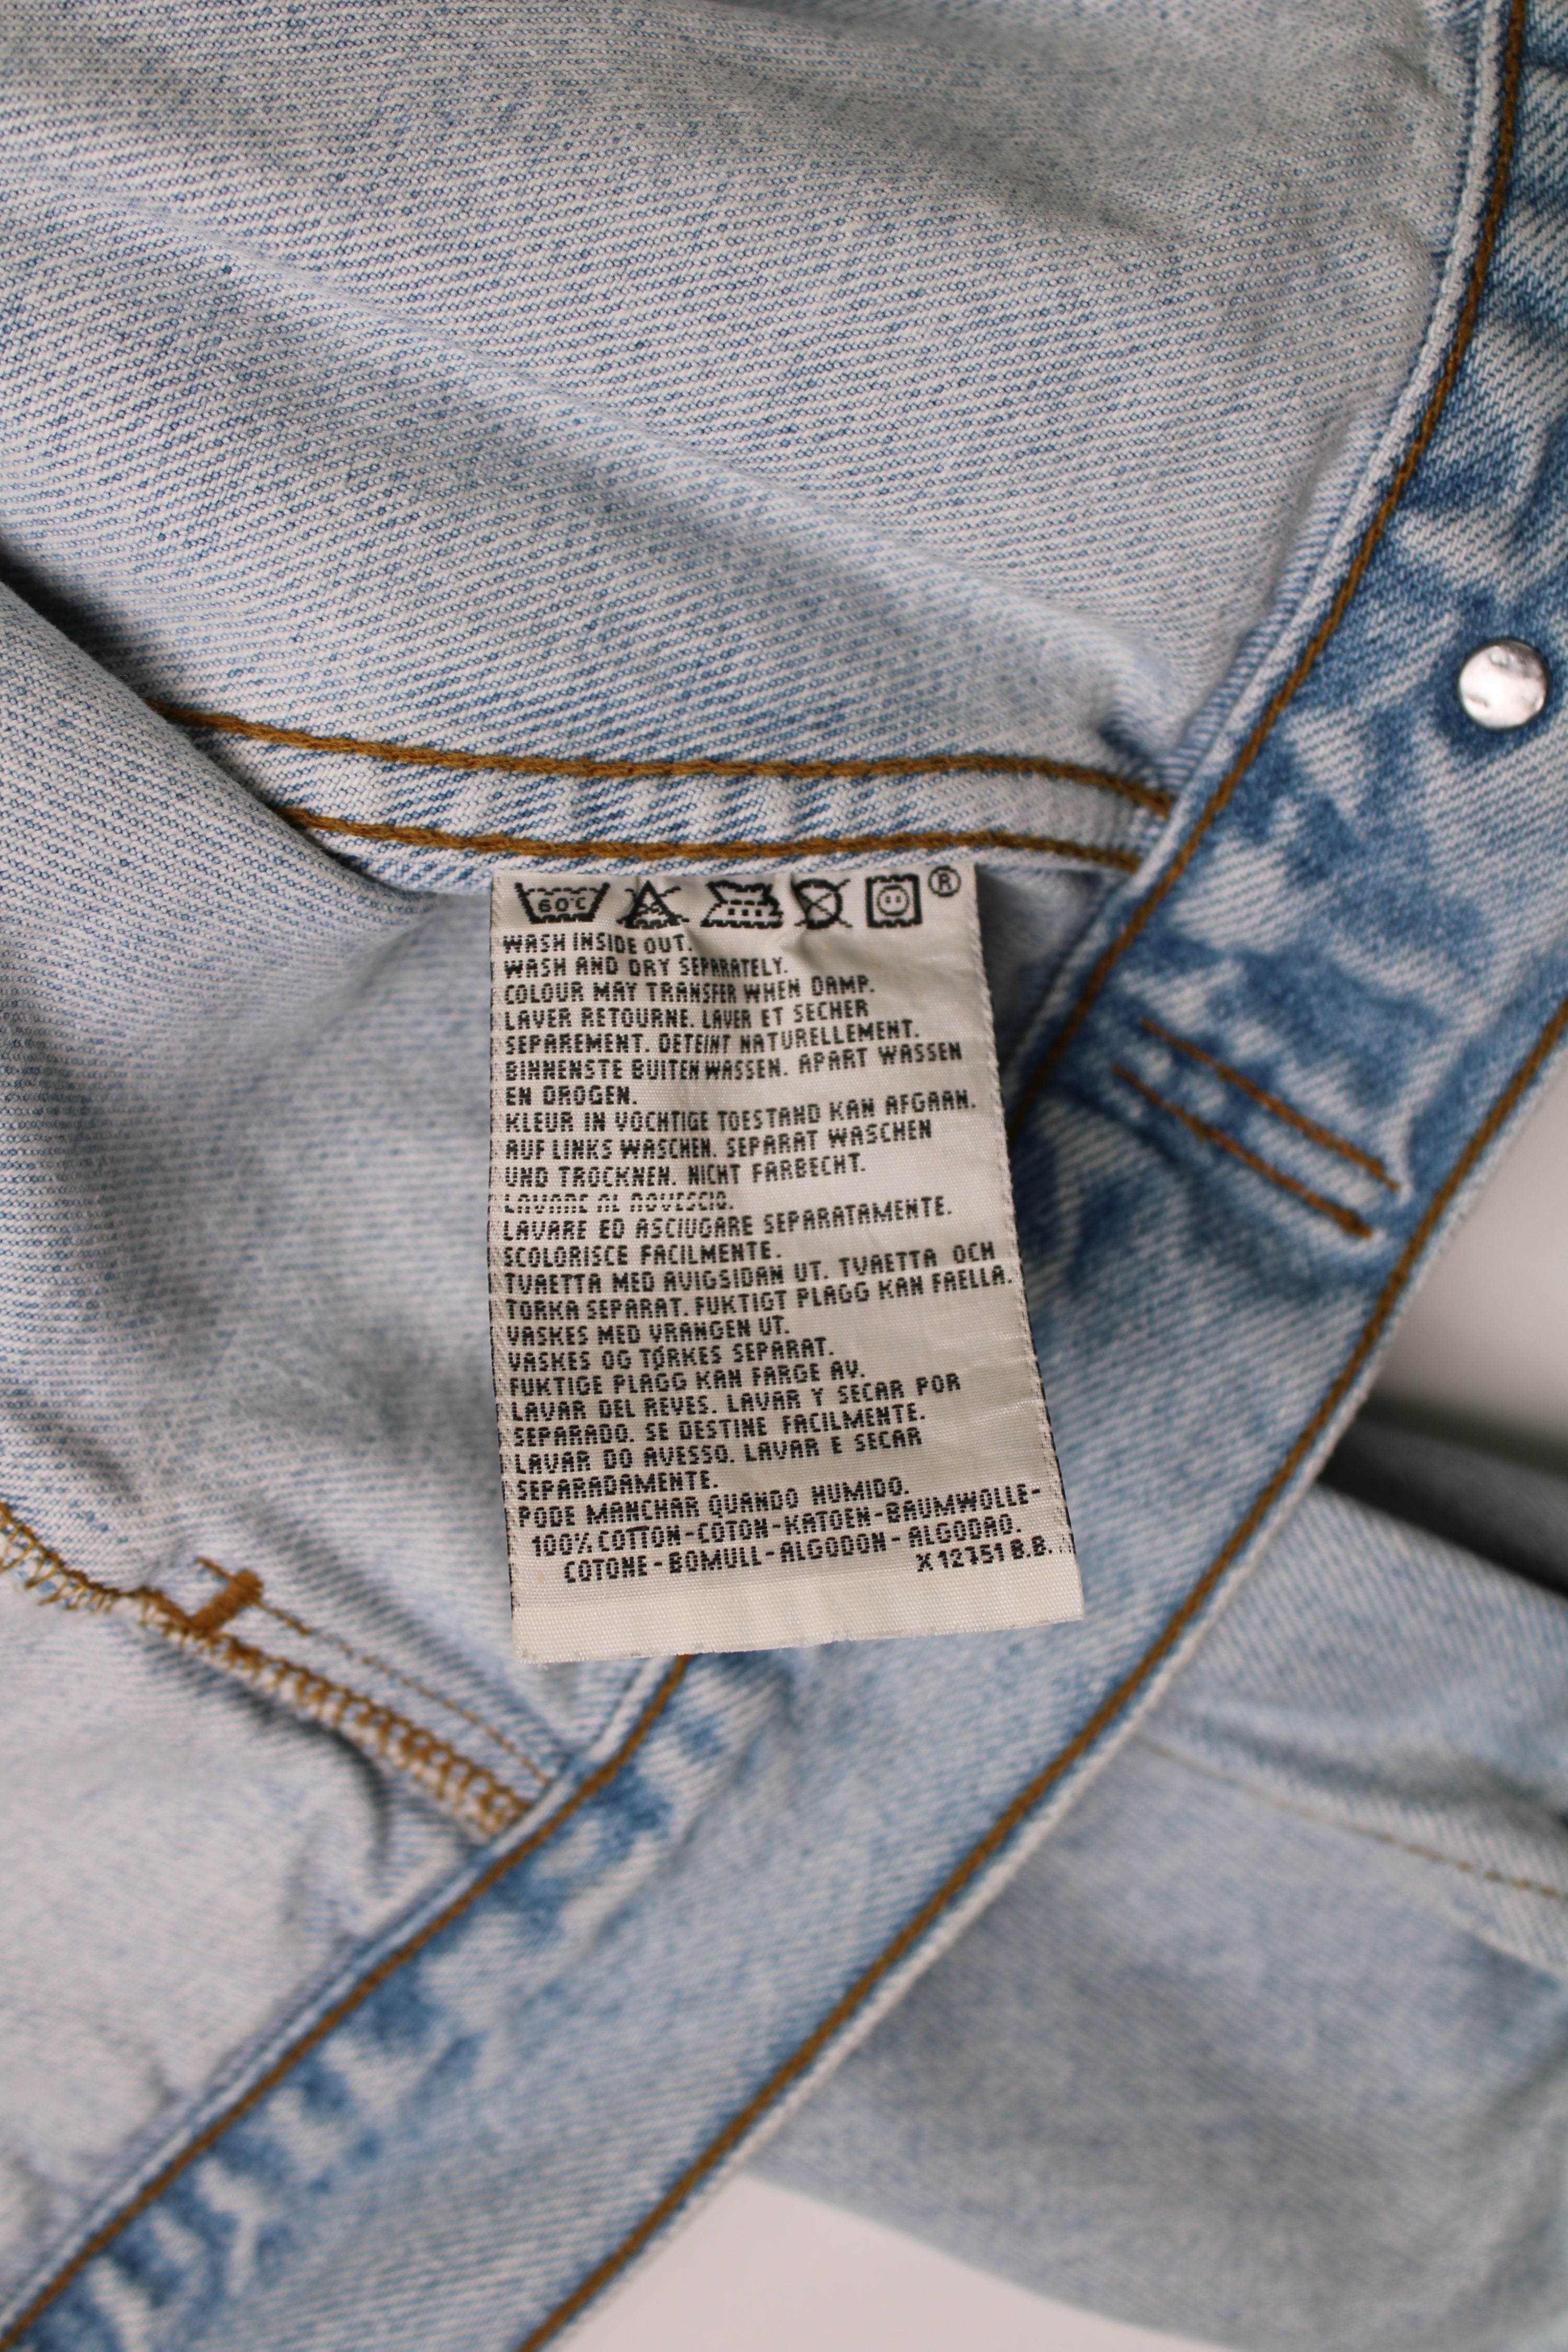 60°C ®
WASH INSIDE OUT.
WASH AND DRY SEPARATELY.
COLOUR MAY TRANSFER WHEN DAMP.
LAVER RETOURNE. LAVER ET SECHER
SEPAREMENT. DETEINT NATURELLEMENT.
BINNENSTE BUITEN WASSEN. APART WASSEN
EN DROGEN.
KLEUR IN VOCHTIGE TOESTAND KAN AFGAAN.
AUF LINKS WASCHEN. SEPARAT WASCHEN
UND TROCKNEN. NICHT FARBECHT.
LAVARE AL ROVESCIO.
LAVARE ED ASCIUGARE SEPARATAMENTE.
SCOLORISCE FACILMENTE.
TVAETTA MED AVIGSIDAN UT. TVAETTA OCH
TORKA SEPARAT. FUKTIGT PLAGG KAN FAELLA.
VASKES MED VRANGEN UT.
VASKES OG TØRKES SEPARAT.
FUKTIGE PLAGG KAN FARGE AV.
LAVAR DEL REVES. LAVAR Y SECAR POR
SEPARADO. SE DESTINE FACILMENTE.
LAVAR DO AVESSO. LAVAR E SECAR
SEPARADAMENTE.
PODE MANCHAR QUANDO HUMIDO.
100% COTTON-COTON-KATOEN-BAUMWOLLE-
COTONE-BOMULL-ALGODON-ALGODAO.
B.B.